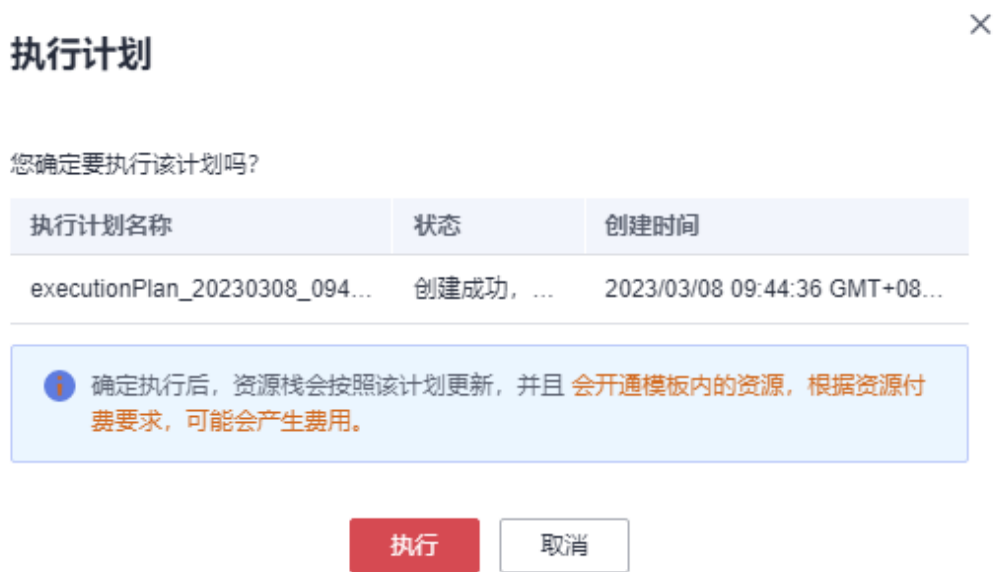 执行计划
您确定要执行该计划吗?
执行计划名称 状态 创建时间
executionPlan_20230308_094... 创建成功，... 2023/03/08 09:44:36 GMT+08...
确定执行后，资源栈会按照该计划更新，并且 会开通模板内的资源，根据资源付
费要求，可能会产生费用。
执行 取消